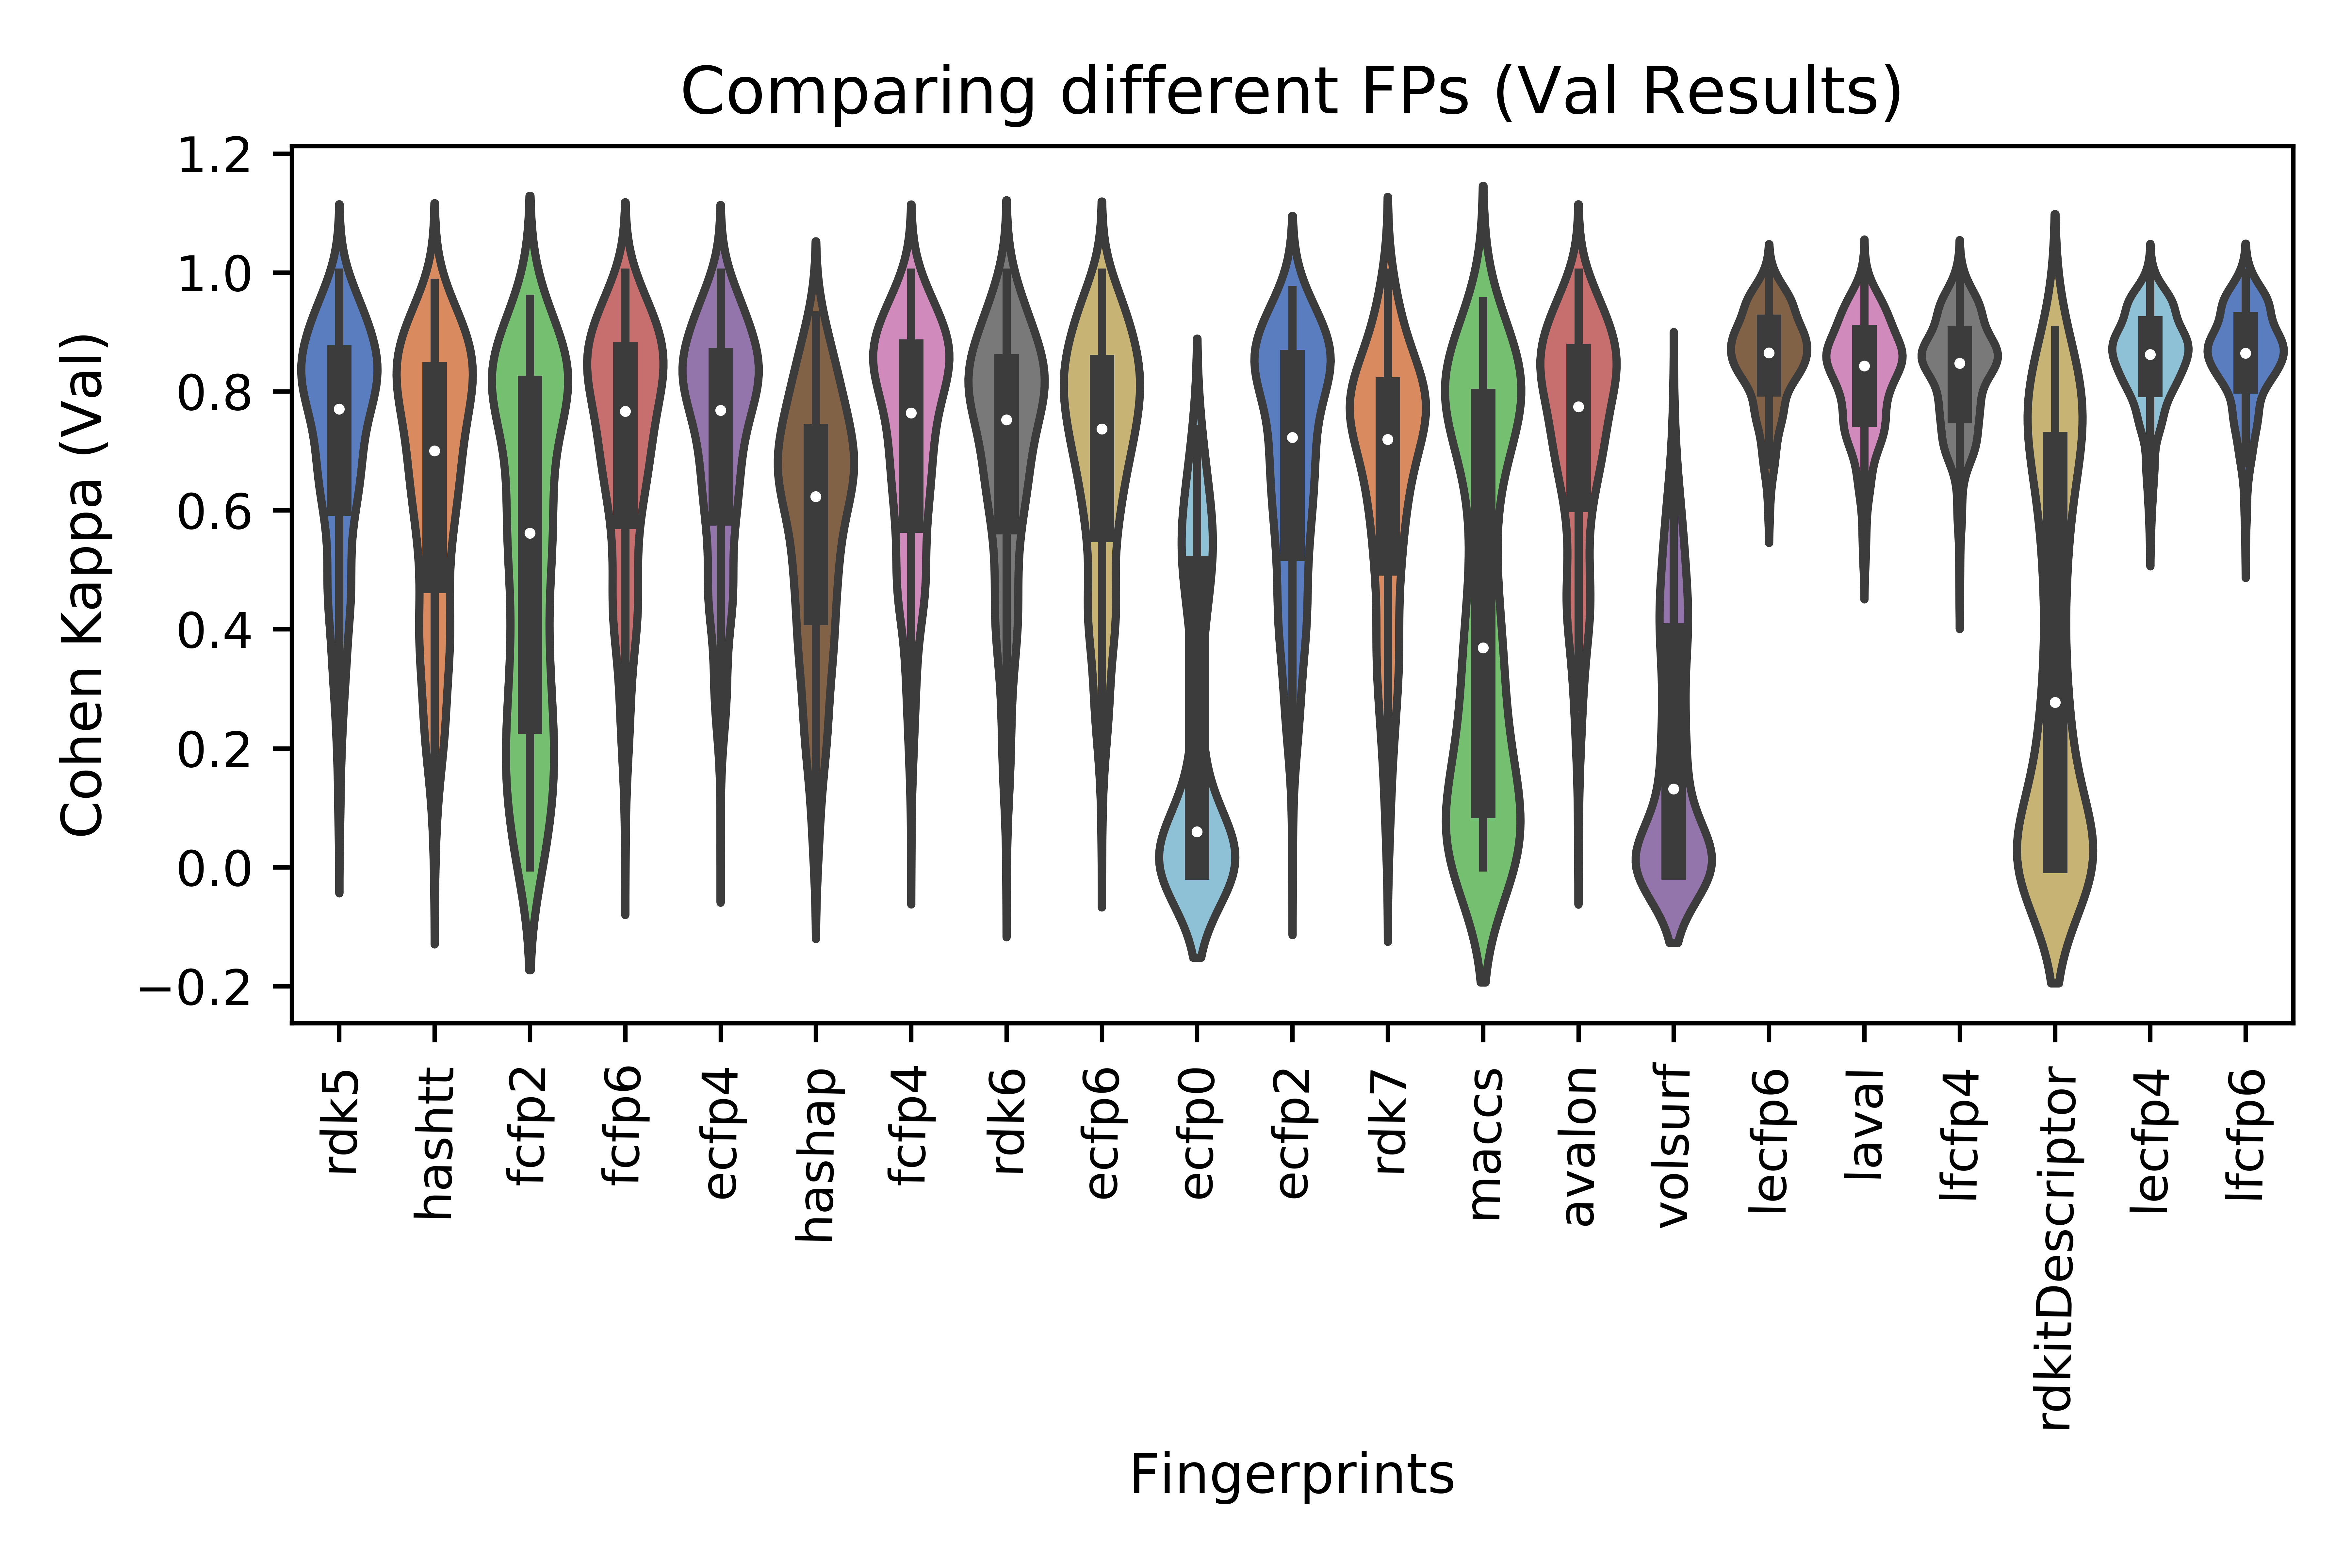 Comparing different FPs (Val Results)
Cohen Kappa (Val)
1.2
1.0
0.8
0.6
0.4
0.2
0.0
−0.2
rdk5
hashtt
fcfp2
fcfp6
ecfp4
hashap
fcfp4
rdk6
ecfp6
ecfp0
ecfp2
rdk7
maccs
avalon
volsurf
lecfp6
laval
lfcfp4
rdkitDescriptor
lecfp4
lfcfp6
Fingerprints